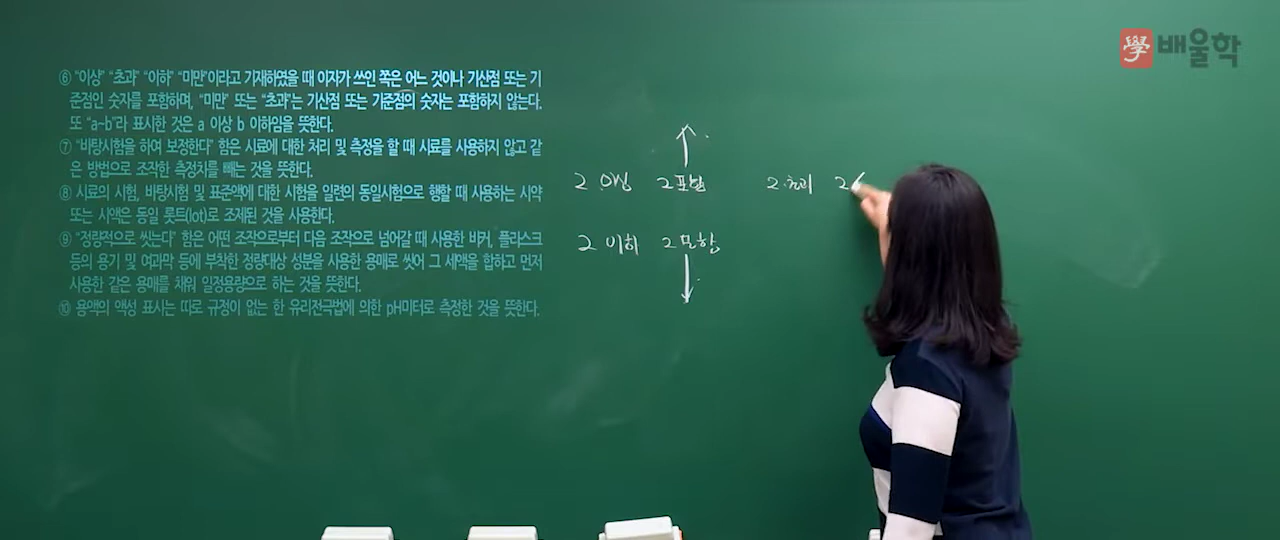 學 배울학
⑥ "이상" "초과" "이하" "미만"이라고 기재하였을 때 이자가 쓰인 쪽은 어느 것이나 기산점 또는 기
준점인 숫자를 포함하며, "미만" 또는 "초과"는 기산점 또는 기준점의 숫자는 포함하지 않는다.
또 "a~b"라 표시한 것은 a 이상 b 이하임을 뜻한다.
⑦ "바탕시험을 하여 보정한다" 함은 시료에 대한 처리 및 측정을 할 때 시료를 사용하지 않고 같
은 방법으로 조작한 측정치를 빼는 것을 뜻한다.
⑧ 시료의 시험, 바탕시험 및 표준액에 대한 시험을 일련의 동일시험으로 행할 때 사용하는 시약
또는 시액은 동일 롯트(lot)로 조제된 것을 사용한다.
⑨ "정량적으로 씻는다" 함은 어떤 조작으로부터 다음 조작으로 넘어갈 때 사용한 비커, 플라스크
등의 용기 및 여과막 등에 부착한 정량대상 성분을 사용한 용매로 씻어 그 세액을 합하고 먼저
사용한 같은 용매를 채워 일정용량으로 하는 것을 뜻한다.
⑩ 용액의 액성 표시는 따로 규정이 없는 한 유리전극법에 의한 pH미터로 측정한 것을 뜻한다.
2 이상 2 포함 2 초과 2
2 이하 2 포함